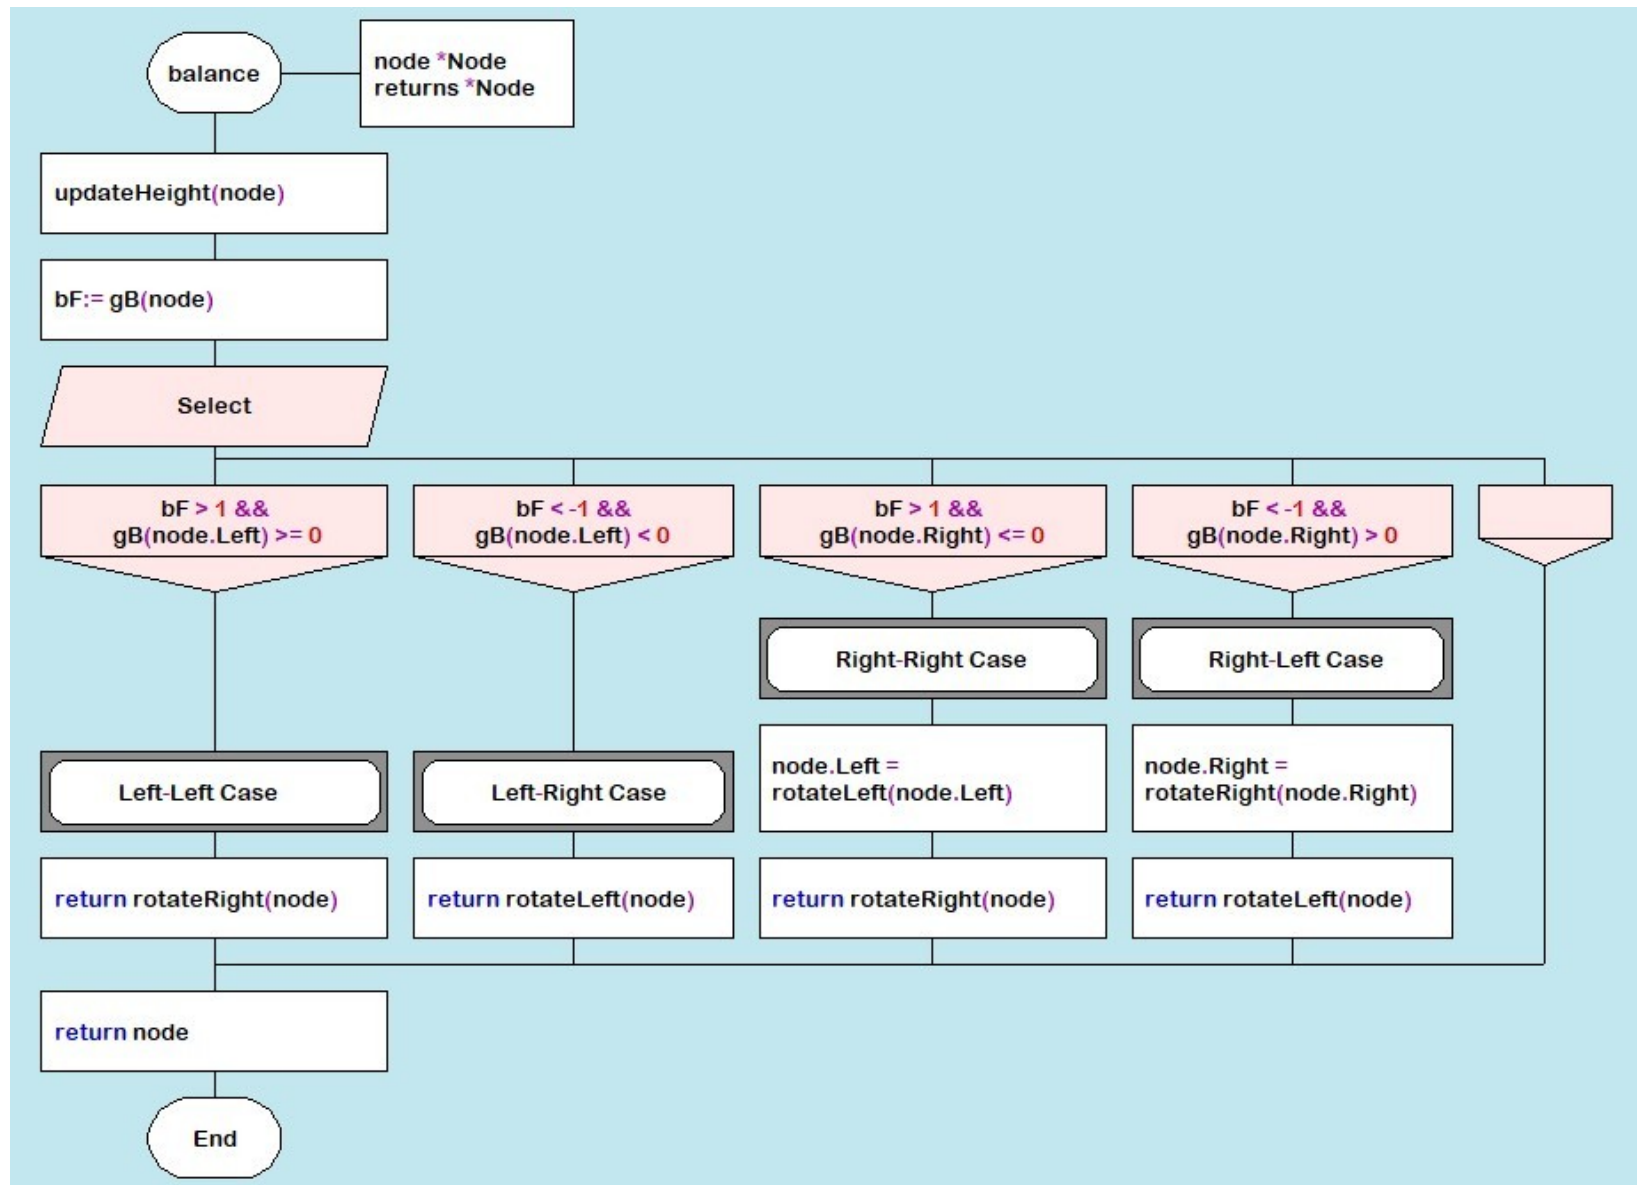 balance
node *Node
returns *Node
updateHeight(node)
bF:= gB(node)
Select
bF > 1 &&
gB(node.Left) >= 0
bF < -1 &&
gB(node.Left) < 0
bF > 1 &&
gB(node.Right) <= 0
bF < -1 &&
gB(node.Right) > 0
Right-Right Case
Right-Left Case
node.Left =
rotateLeft(node.Left)
node.Right =
rotateRight(node.Right)
Left-Left Case
Left-Right Case
return rotateRight(node)
return rotateLeft(node)
return rotateRight(node)
return rotateLeft(node)
return node
End